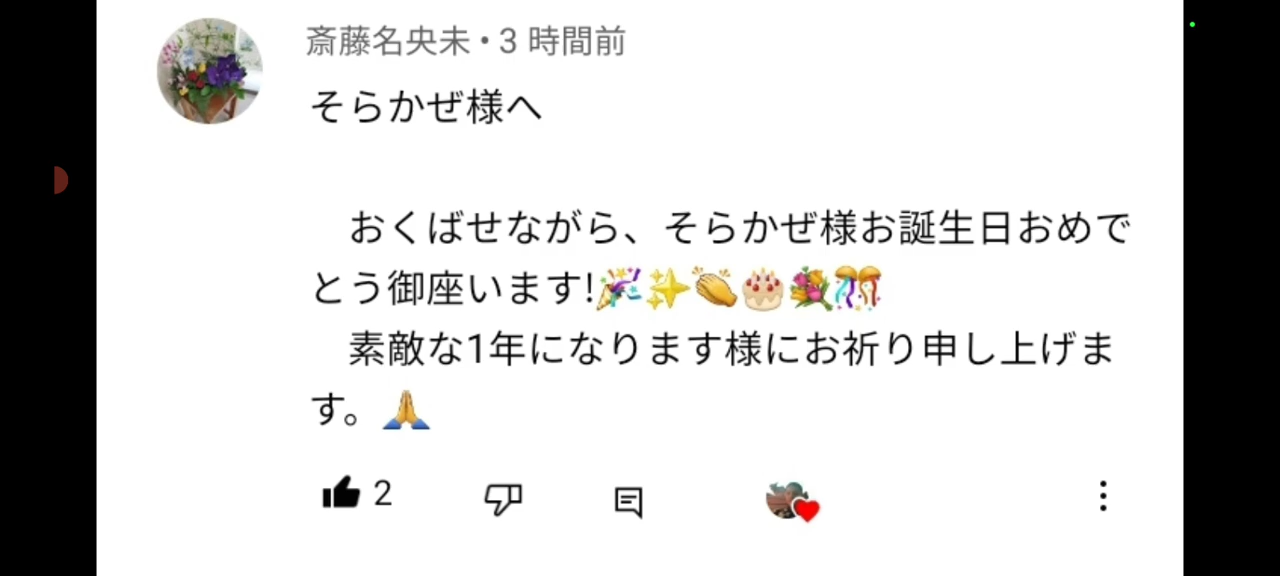 斎藤名央未・3 時間前
そらかぜ様へ
おくばせながら、そらかぜ様お誕生日おめで
とう御座います!🎉✨👏🎂💐🎊
素敵な1年になります様にお祈り申し上げま
す。🙏
2